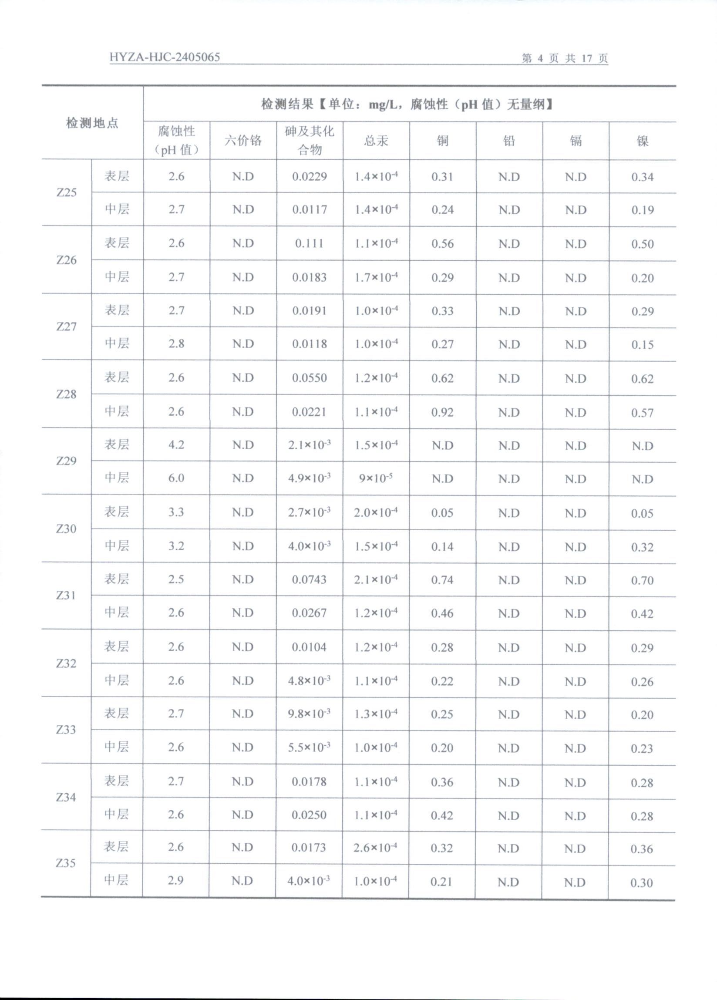 HYZA-HJC-2405065 第 4 页 共 17 页
检测地点 检测结果【单位：mg/L，腐蚀性（pH 值）无量纲】
腐蚀性（pH 值） 六价铬 砷及其化合物 总汞 铜 铅 镉 镍
Z25 表层 2.6 N.D 0.0229 1.4×10⁻⁴ 0.31 N.D N.D 0.34
中层 2.7 N.D 0.0117 1.4×10⁻⁴ 0.24 N.D N.D 0.19
Z26 表层 2.6 N.D 0.111 1.1×10⁻⁴ 0.56 N.D N.D 0.50
中层 2.7 N.D 0.0183 1.7×10⁻⁴ 0.29 N.D N.D 0.20
Z27 表层 2.7 N.D 0.0191 1.0×10⁻⁴ 0.33 N.D N.D 0.29
中层 2.8 N.D 0.0118 1.0×10⁻⁴ 0.27 N.D N.D 0.15
Z28 表层 2.6 N.D 0.0550 1.2×10⁻⁴ 0.62 N.D N.D 0.62
中层 2.6 N.D 0.0221 1.1×10⁻⁴ 0.92 N.D N.D 0.57
Z29 表层 4.2 N.D 2.1×10⁻³ 1.5×10⁻⁴ N.D N.D N.D N.D
中层 6.0 N.D 4.9×10⁻³ 9×10⁻⁵ N.D N.D N.D N.D
Z30 表层 3.3 N.D 2.7×10⁻³ 2.0×10⁻⁴ 0.05 N.D N.D 0.05
中层 3.2 N.D 4.0×10⁻³ 1.5×10⁻⁴ 0.14 N.D N.D 0.32
Z31 表层 2.5 N.D 0.0743 2.1×10⁻⁴ 0.74 N.D N.D 0.70
中层 2.6 N.D 0.0267 1.2×10⁻⁴ 0.46 N.D N.D 0.42
Z32 表层 2.6 N.D 0.0104 1.2×10⁻⁴ 0.28 N.D N.D 0.29
中层 2.6 N.D 4.8×10⁻³ 1.1×10⁻⁴ 0.22 N.D N.D 0.26
Z33 表层 2.7 N.D 9.8×10⁻³ 1.3×10⁻⁴ 0.25 N.D N.D 0.20
中层 2.6 N.D 5.5×10⁻³ 1.0×10⁻⁴ 0.20 N.D N.D 0.23
Z34 表层 2.7 N.D 0.0178 1.1×10⁻⁴ 0.36 N.D N.D 0.28
中层 2.6 N.D 0.0250 1.1×10⁻⁴ 0.42 N.D N.D 0.28
Z35 表层 2.6 N.D 0.0173 2.6×10⁻⁴ 0.32 N.D N.D 0.36
中层 2.9 N.D 4.0×10⁻³ 1.0×10⁻⁴ 0.21 N.D N.D 0.30